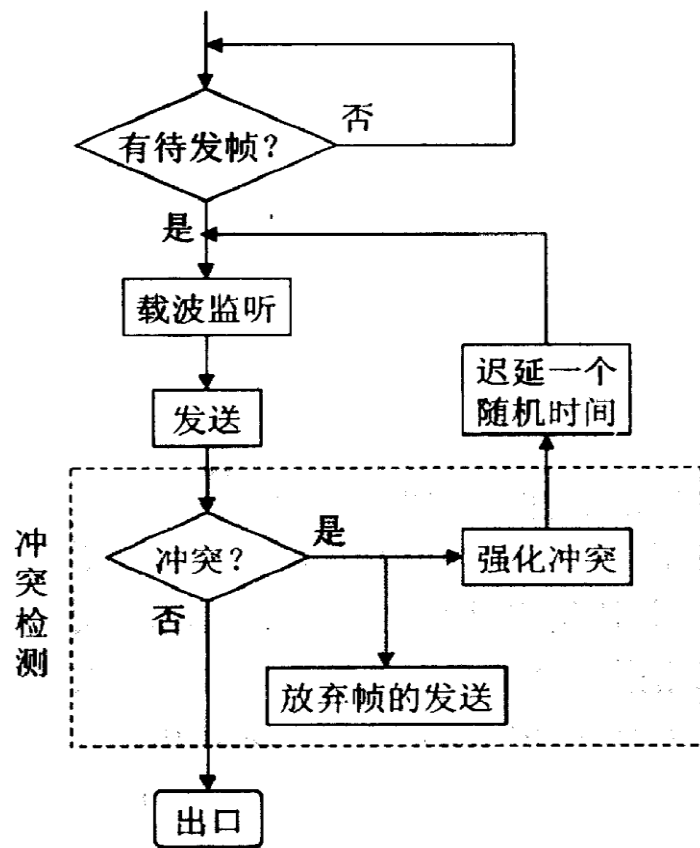 否
有待发帧?
是
载波监听
迟延一个
随机时间
发送
冲突检测
是
冲突?
强化冲突
否
放弃帧的发送
出口